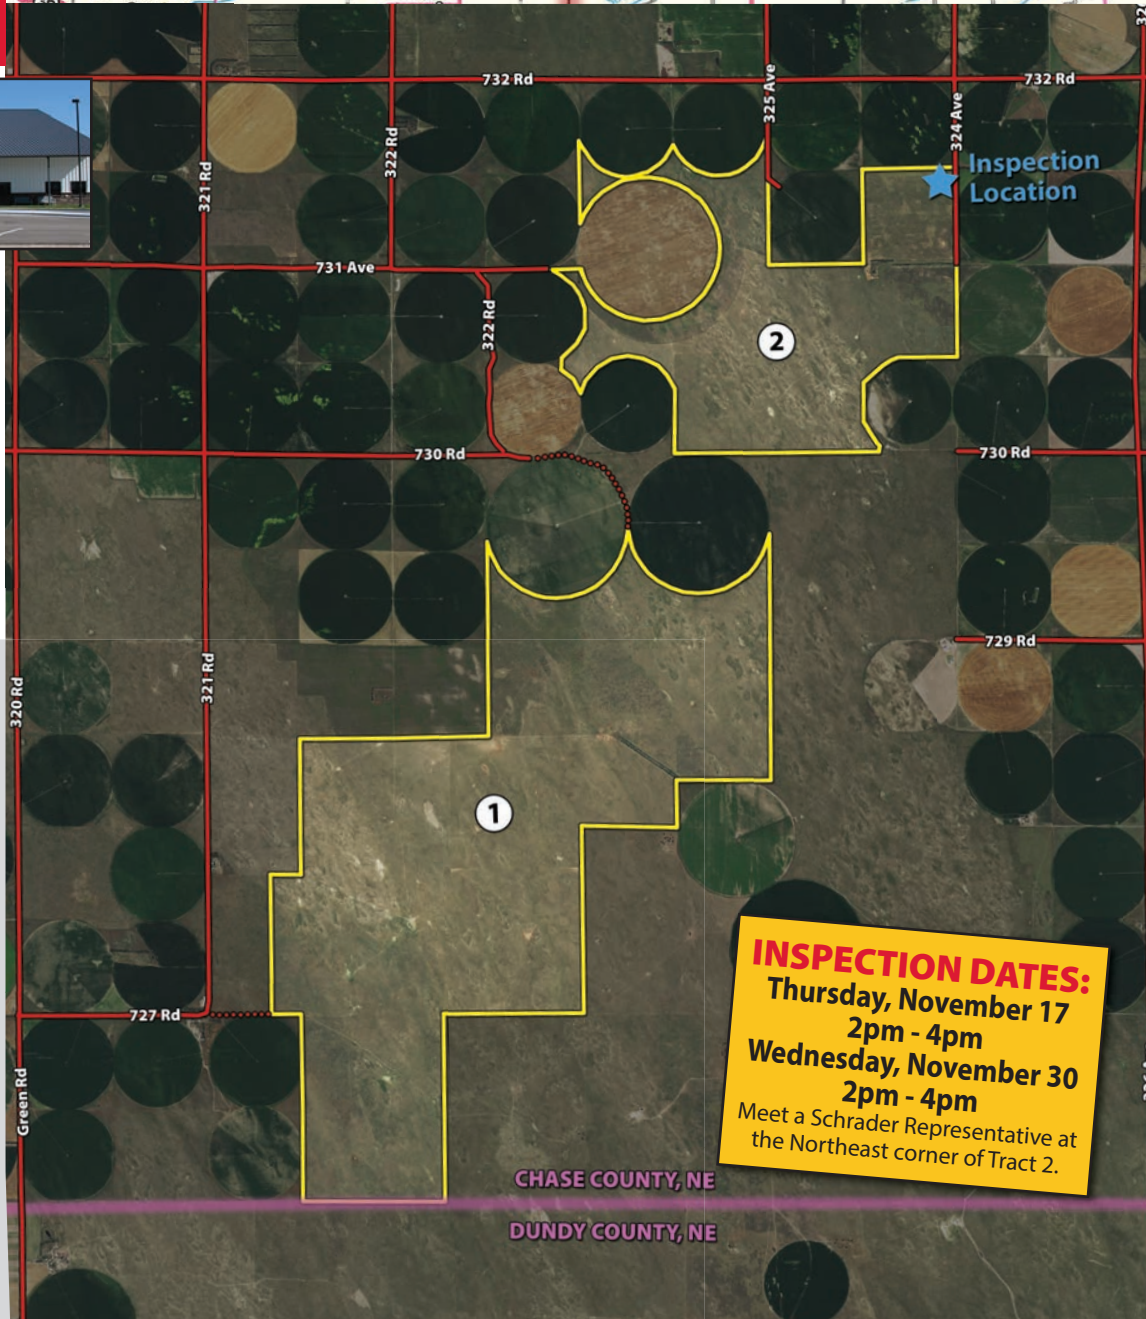 732 Rd
732 Rd
325 Ave
324 Ave
322 Rd
321 Rd
Inspection
Location
731 Ave
322 Rd
2
730 Rd
730 Rd
729 Rd
320 Rd
321 Rd
1
727 Rd
Green Rd
INSPECTION DATES:
Thursday, November 17
2pm - 4pm
Wednesday, November 30
2pm - 4pm
Meet a Schrader Representative at
the Northeast corner of Tract 2.
CHASE COUNTY, NE
DUNDY COUNTY, NE